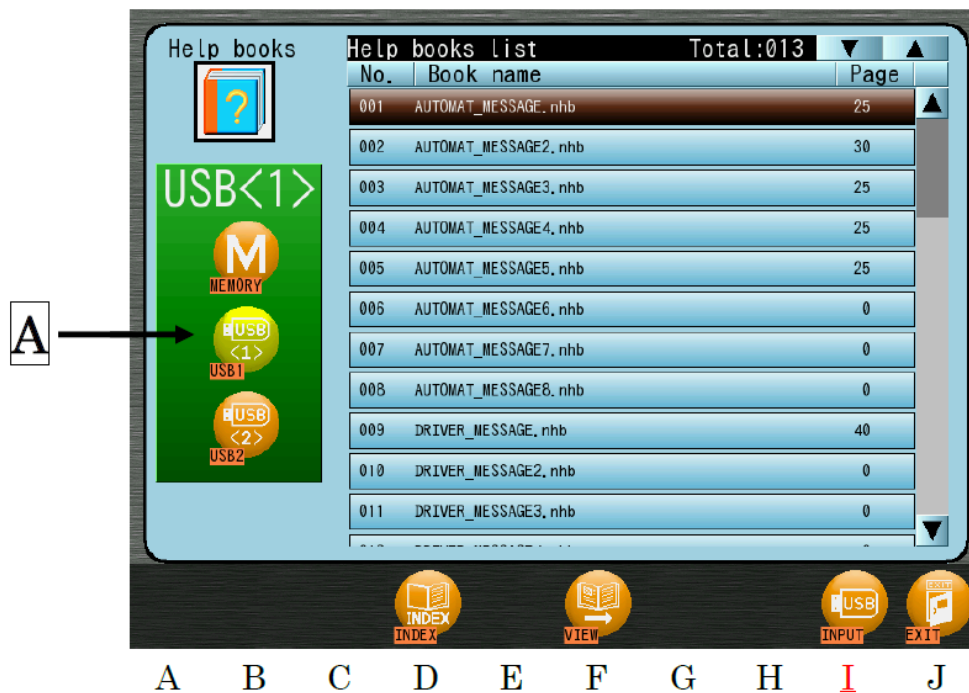 Help books
?
USB<1>
M
MEMORY
USB
<1>
USB1
USB
<2>
USB2
A
Help books list Total:013 ▼ ▲
No. Book name Page
001 AUTOMAT_MESSAGE.nhb 25
002 AUTOMAT_MESSAGE2.nhb 30
003 AUTOMAT_MESSAGE3.nhb 25
004 AUTOMAT_MESSAGE4.nhb 25
005 AUTOMAT_MESSAGE5.nhb 25
006 AUTOMAT_MESSAGE6.nhb 0
007 AUTOMAT_MESSAGE7.nhb 0
008 AUTOMAT_MESSAGE8.nhb 0
009 DRIVER_MESSAGE.nhb 40
010 DRIVER_MESSAGE2.nhb 0
011 DRIVER_MESSAGE3.nhb 0
INDEX
INDEX
VIEW
USB
INPUT
EXIT
EXIT
A B C D E F G H I J